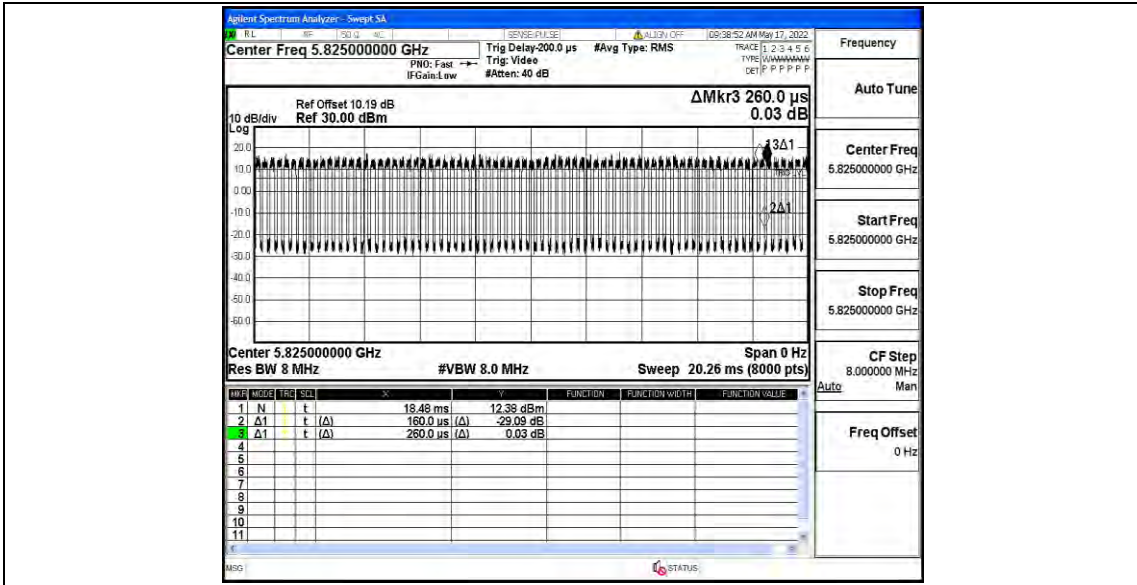 Agilent Spectrum Analyzer - Swept SA
RL RF 50 Ω AC SENSE:PULSE ALIGN OFF 09:38:52 AM May 17, 2022
Center Freq 5.825000000 GHz
PNO: Fast
IFGain:Low
Trig Delay-200.0 µs
Trig: Video
#Atten: 40 dB
#Avg Type: RMS
TRACE 1 2 3 4 5 6
TYPE
DET P P P P P P
ΔMkr3 260.0 µs
0.03 dB
Ref Offset 10.19 dB
10 dB/div Ref 30.00 dBm
Log
20.0
10.0
0.00
-10.0
-20.0
-30.0
-40.0
-50.0
-60.0
13Δ1
TRIG LVL
2Δ1
Center 5.825000000 GHz Span 0 Hz
Res BW 8 MHz #VBW 8.0 MHz Sweep 20.26 ms (8000 pts)
MKR MODE TRC SCL X Y FUNCTION FUNCTION WIDTH FUNCTION VALUE
1 N t 18.48 ms 12.38 dBm
2 Δ1 t (Δ) 160.0 µs (Δ) -29.09 dB
3 Δ1 t (Δ) 260.0 µs (Δ) 0.03 dB
4
5
6
7
8
9
10
11
MSG STATUS
Frequency
Auto Tune
Center Freq
5.825000000 GHz
Start Freq
5.825000000 GHz
Stop Freq
5.825000000 GHz
CF Step
8.000000 MHz
Auto Man
Freq Offset
0 Hz